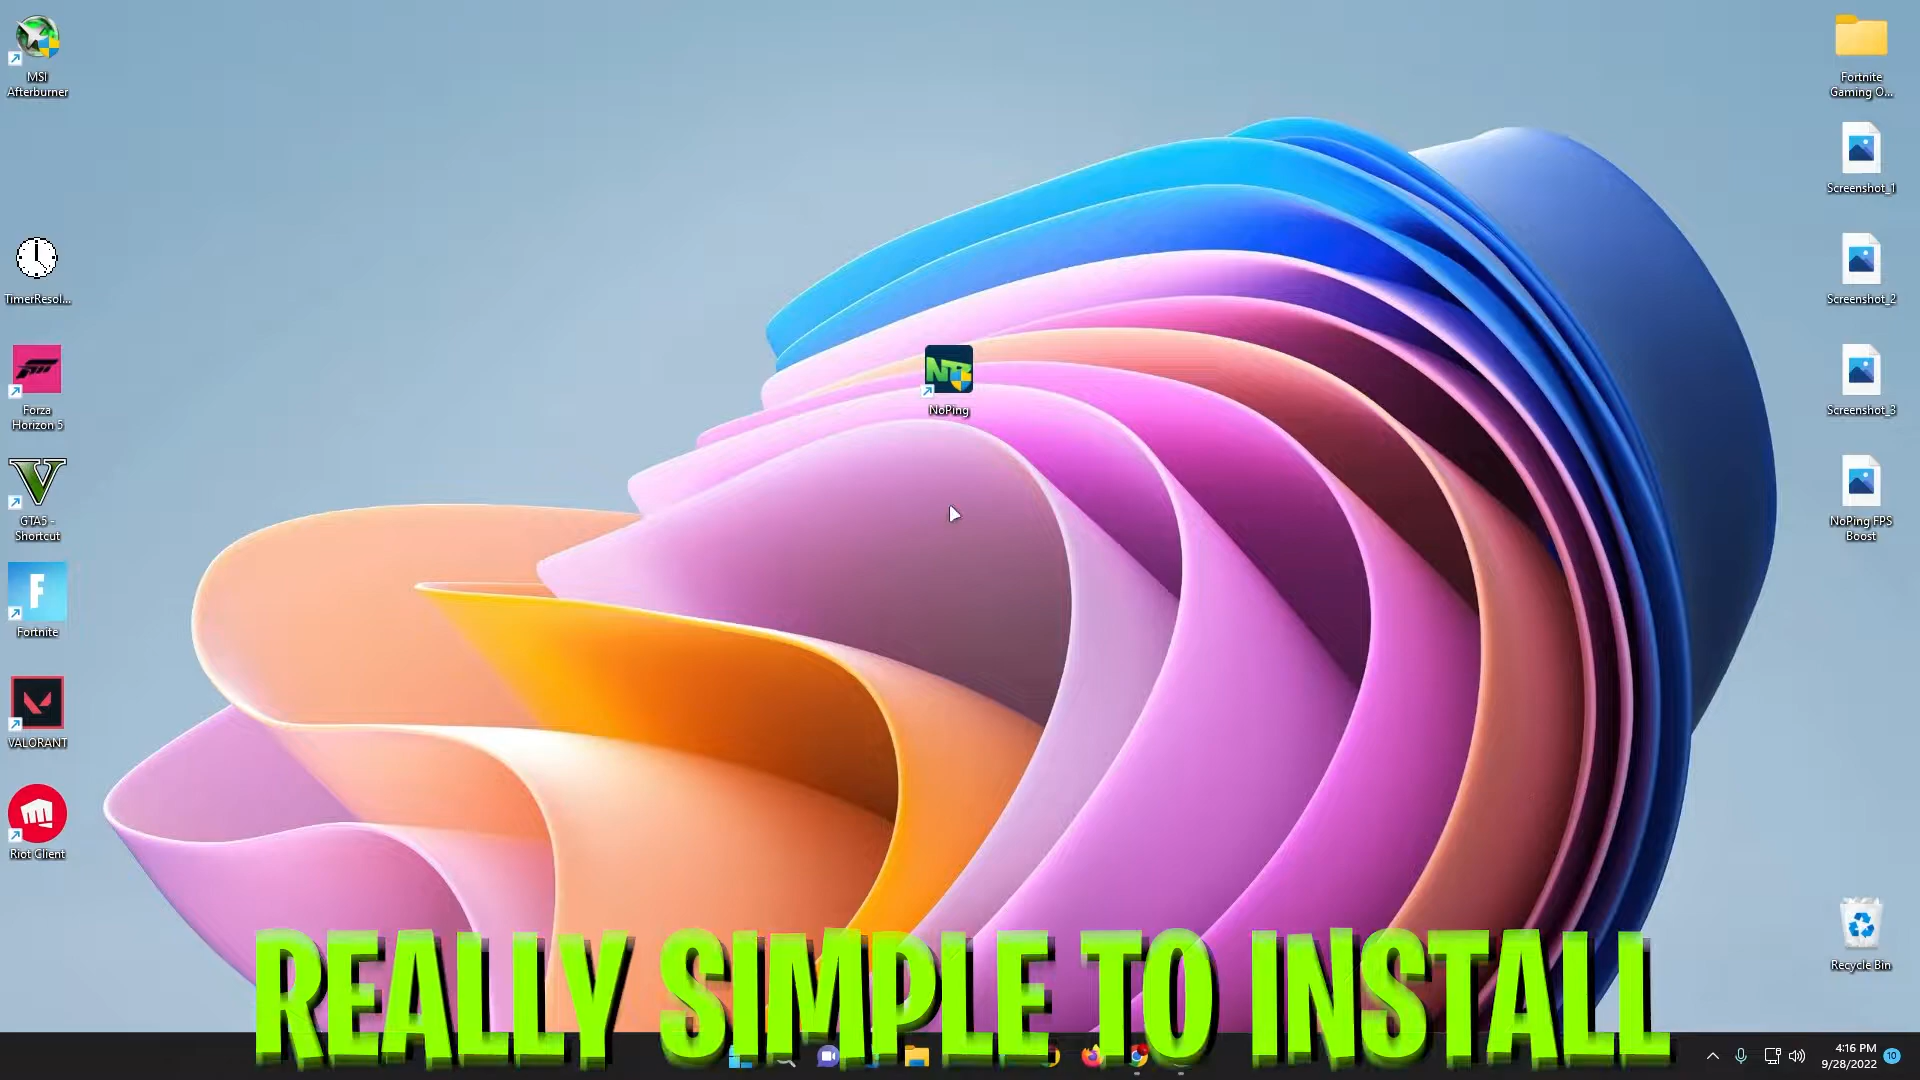 MSI
Afterburner
TimerResol...
Forza
Horizon 5
GTA5 -
Shortcut
F
Fortnite
VALORANT
Riot Client
NoPing
Fortnite
Gaming O...
Screenshot_1
Screenshot_2
Screenshot_3
NoPing FPS
Boost
Recycle Bin
REALLY SIMPLE TO INSTALL
4:16 PM
9/28/2022
10